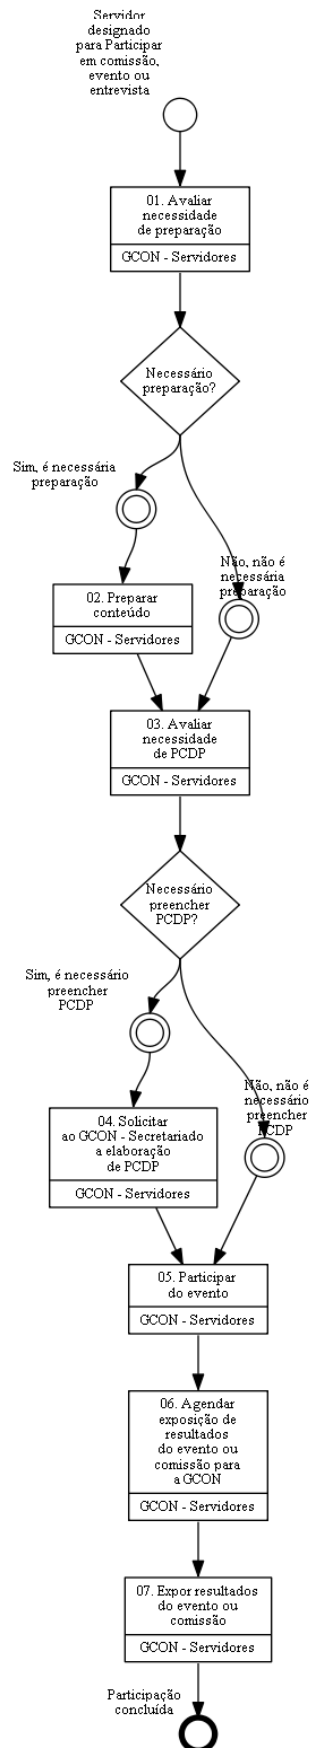 Servidor
designado
para Participar
em comissão,
evento ou
entrevista
01. Avaliar
necessidade
de preparação
GCON - Servidores
Necessário
preparação?
Sim, é necessária
preparação
Não, não é
necessária
preparação
02. Preparar
conteúdo
GCON - Servidores
03. Avaliar
necessidade
de PCDP
GCON - Servidores
Necessário
preencher
PCDP?
Sim, é necessário
preencher
PCDP
Não, não é
necessário
preencher
PCDP
04. Solicitar
ao GCON - Secretariado
a elaboração
de PCDP
GCON - Servidores
05. Participar
do evento
GCON - Servidores
06. Agendar
exposição de
resultados
do evento ou
comissão para
a GCON
GCON - Servidores
07. Expor resultados
do evento ou
comissão
GCON - Servidores
Participação
concluída